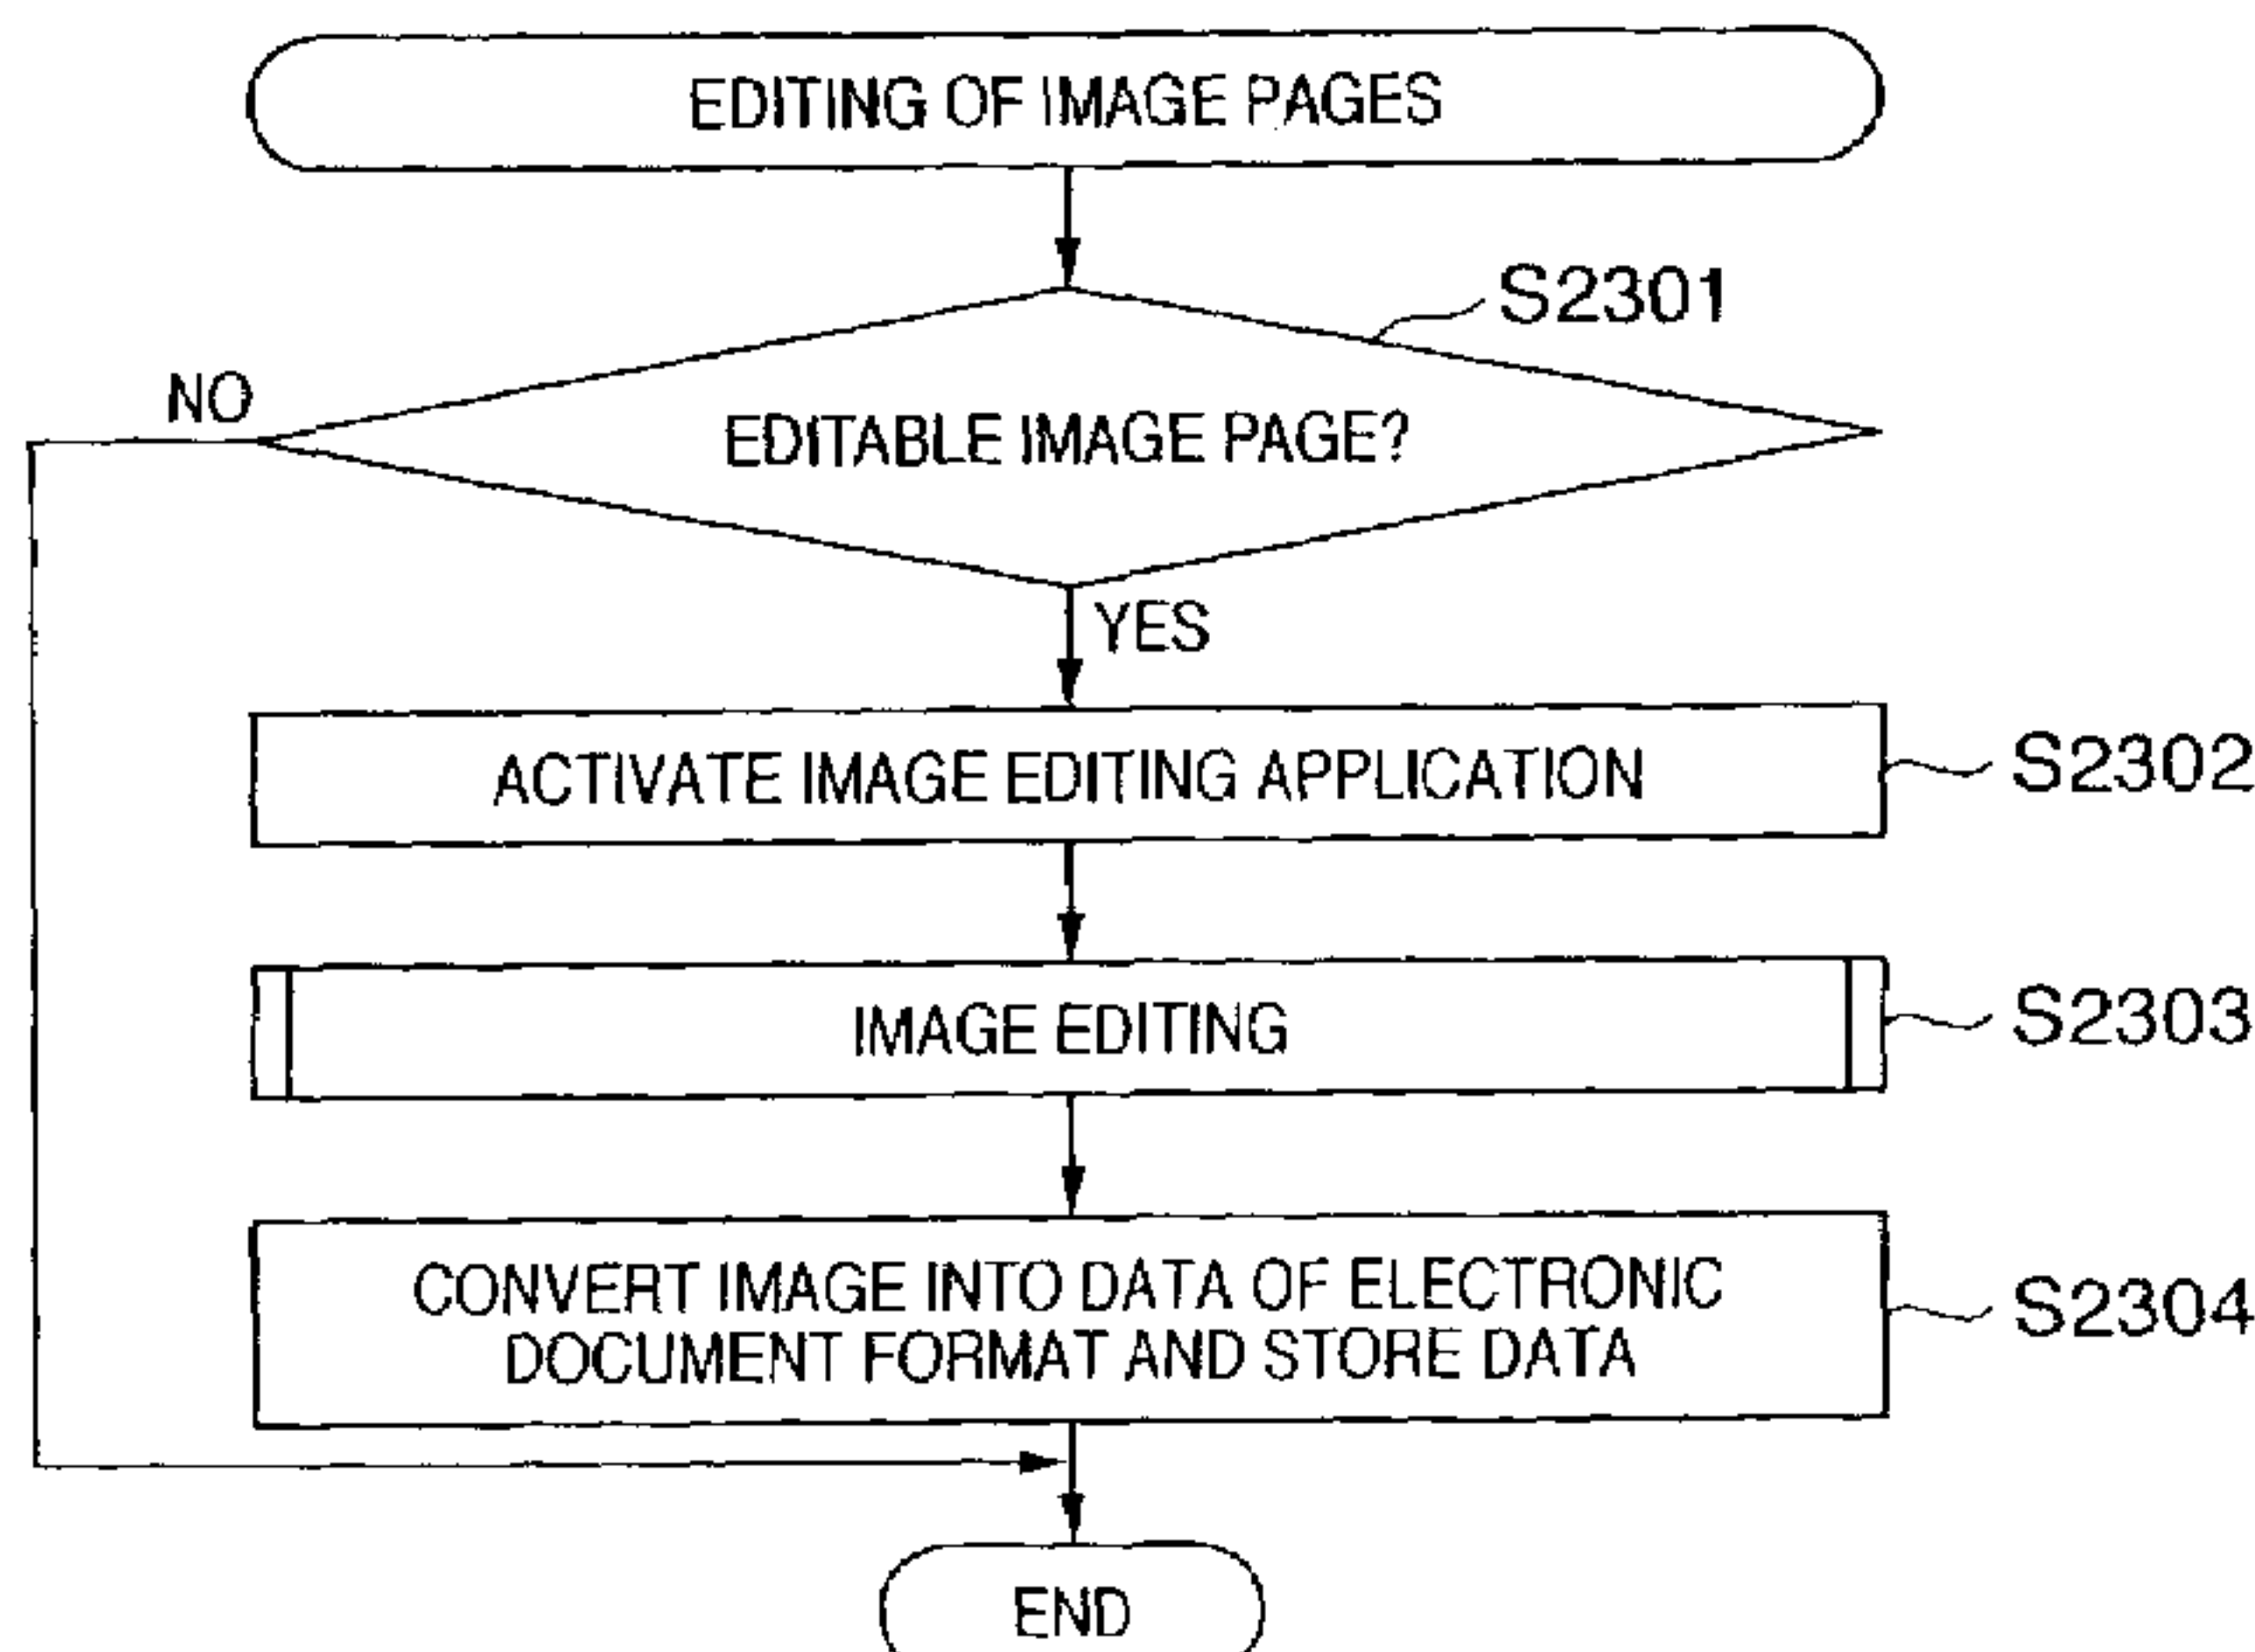 EDITING OF IMAGE PAGES
S2301
NO
EDITABLE IMAGE PAGE?
YES
ACTIVATE IMAGE EDITING APPLICATION
S2302
IMAGE EDITING
S2303
CONVERT IMAGE INTO DATA OF ELECTRONIC
DOCUMENT FORMAT AND STORE DATA
S2304
END